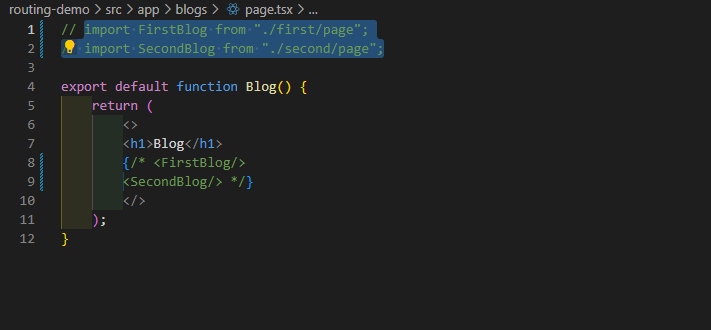 routing-demo > src > app > blogs > page.tsx > ...
1 // import FirstBlog from "./first/page";
2 import SecondBlog from "./second/page";
3
4 export default function Blog() {
5 return (
6 <>
7 <h1>Blog</h1>
8 {/* <FirstBlog/>
9 <SecondBlog/> */}
10 </>
11 );
12 }